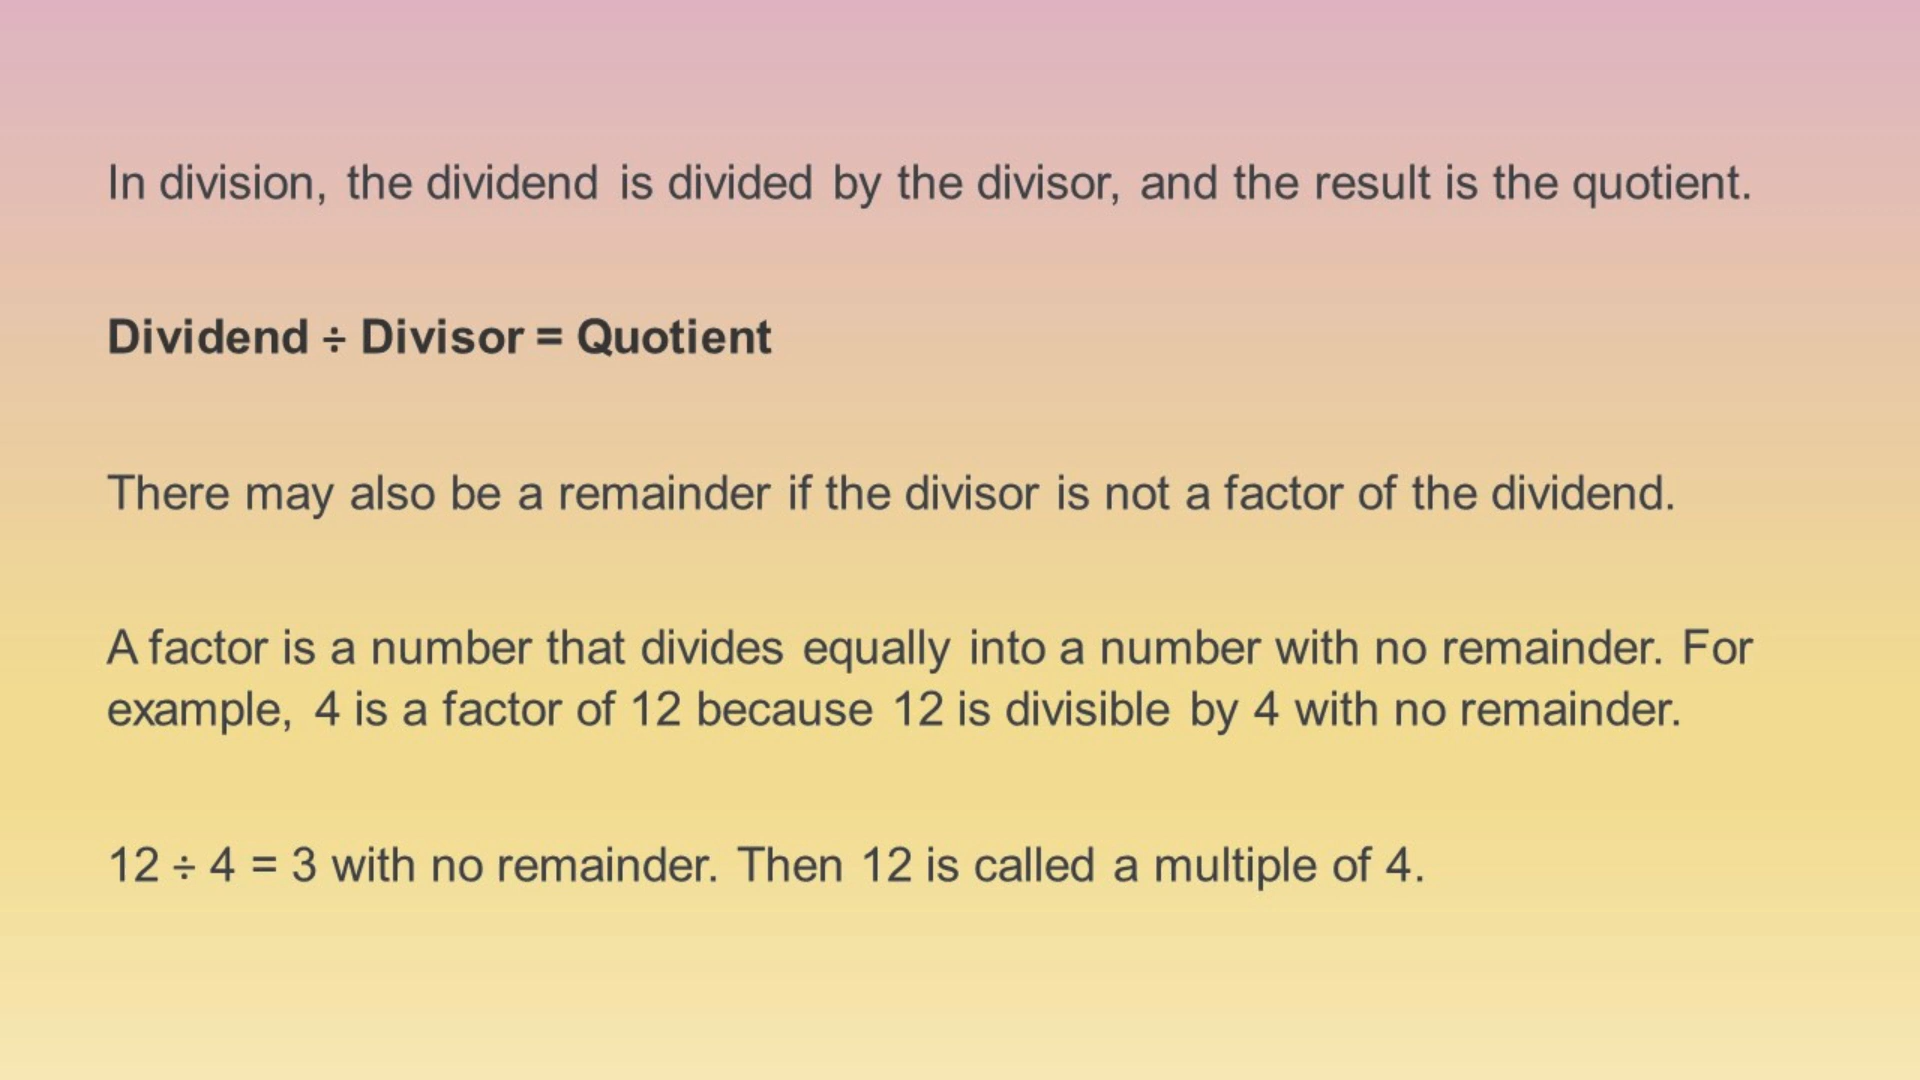 In division, the dividend is divided by the divisor, and the result is the quotient.
Dividend ÷ Divisor = Quotient
There may also be a remainder if the divisor is not a factor of the dividend.
A factor is a number that divides equally into a number with no remainder. For
example, 4 is a factor of 12 because 12 is divisible by 4 with no remainder.
12 ÷ 4 = 3 with no remainder. Then 12 is called a multiple of 4.